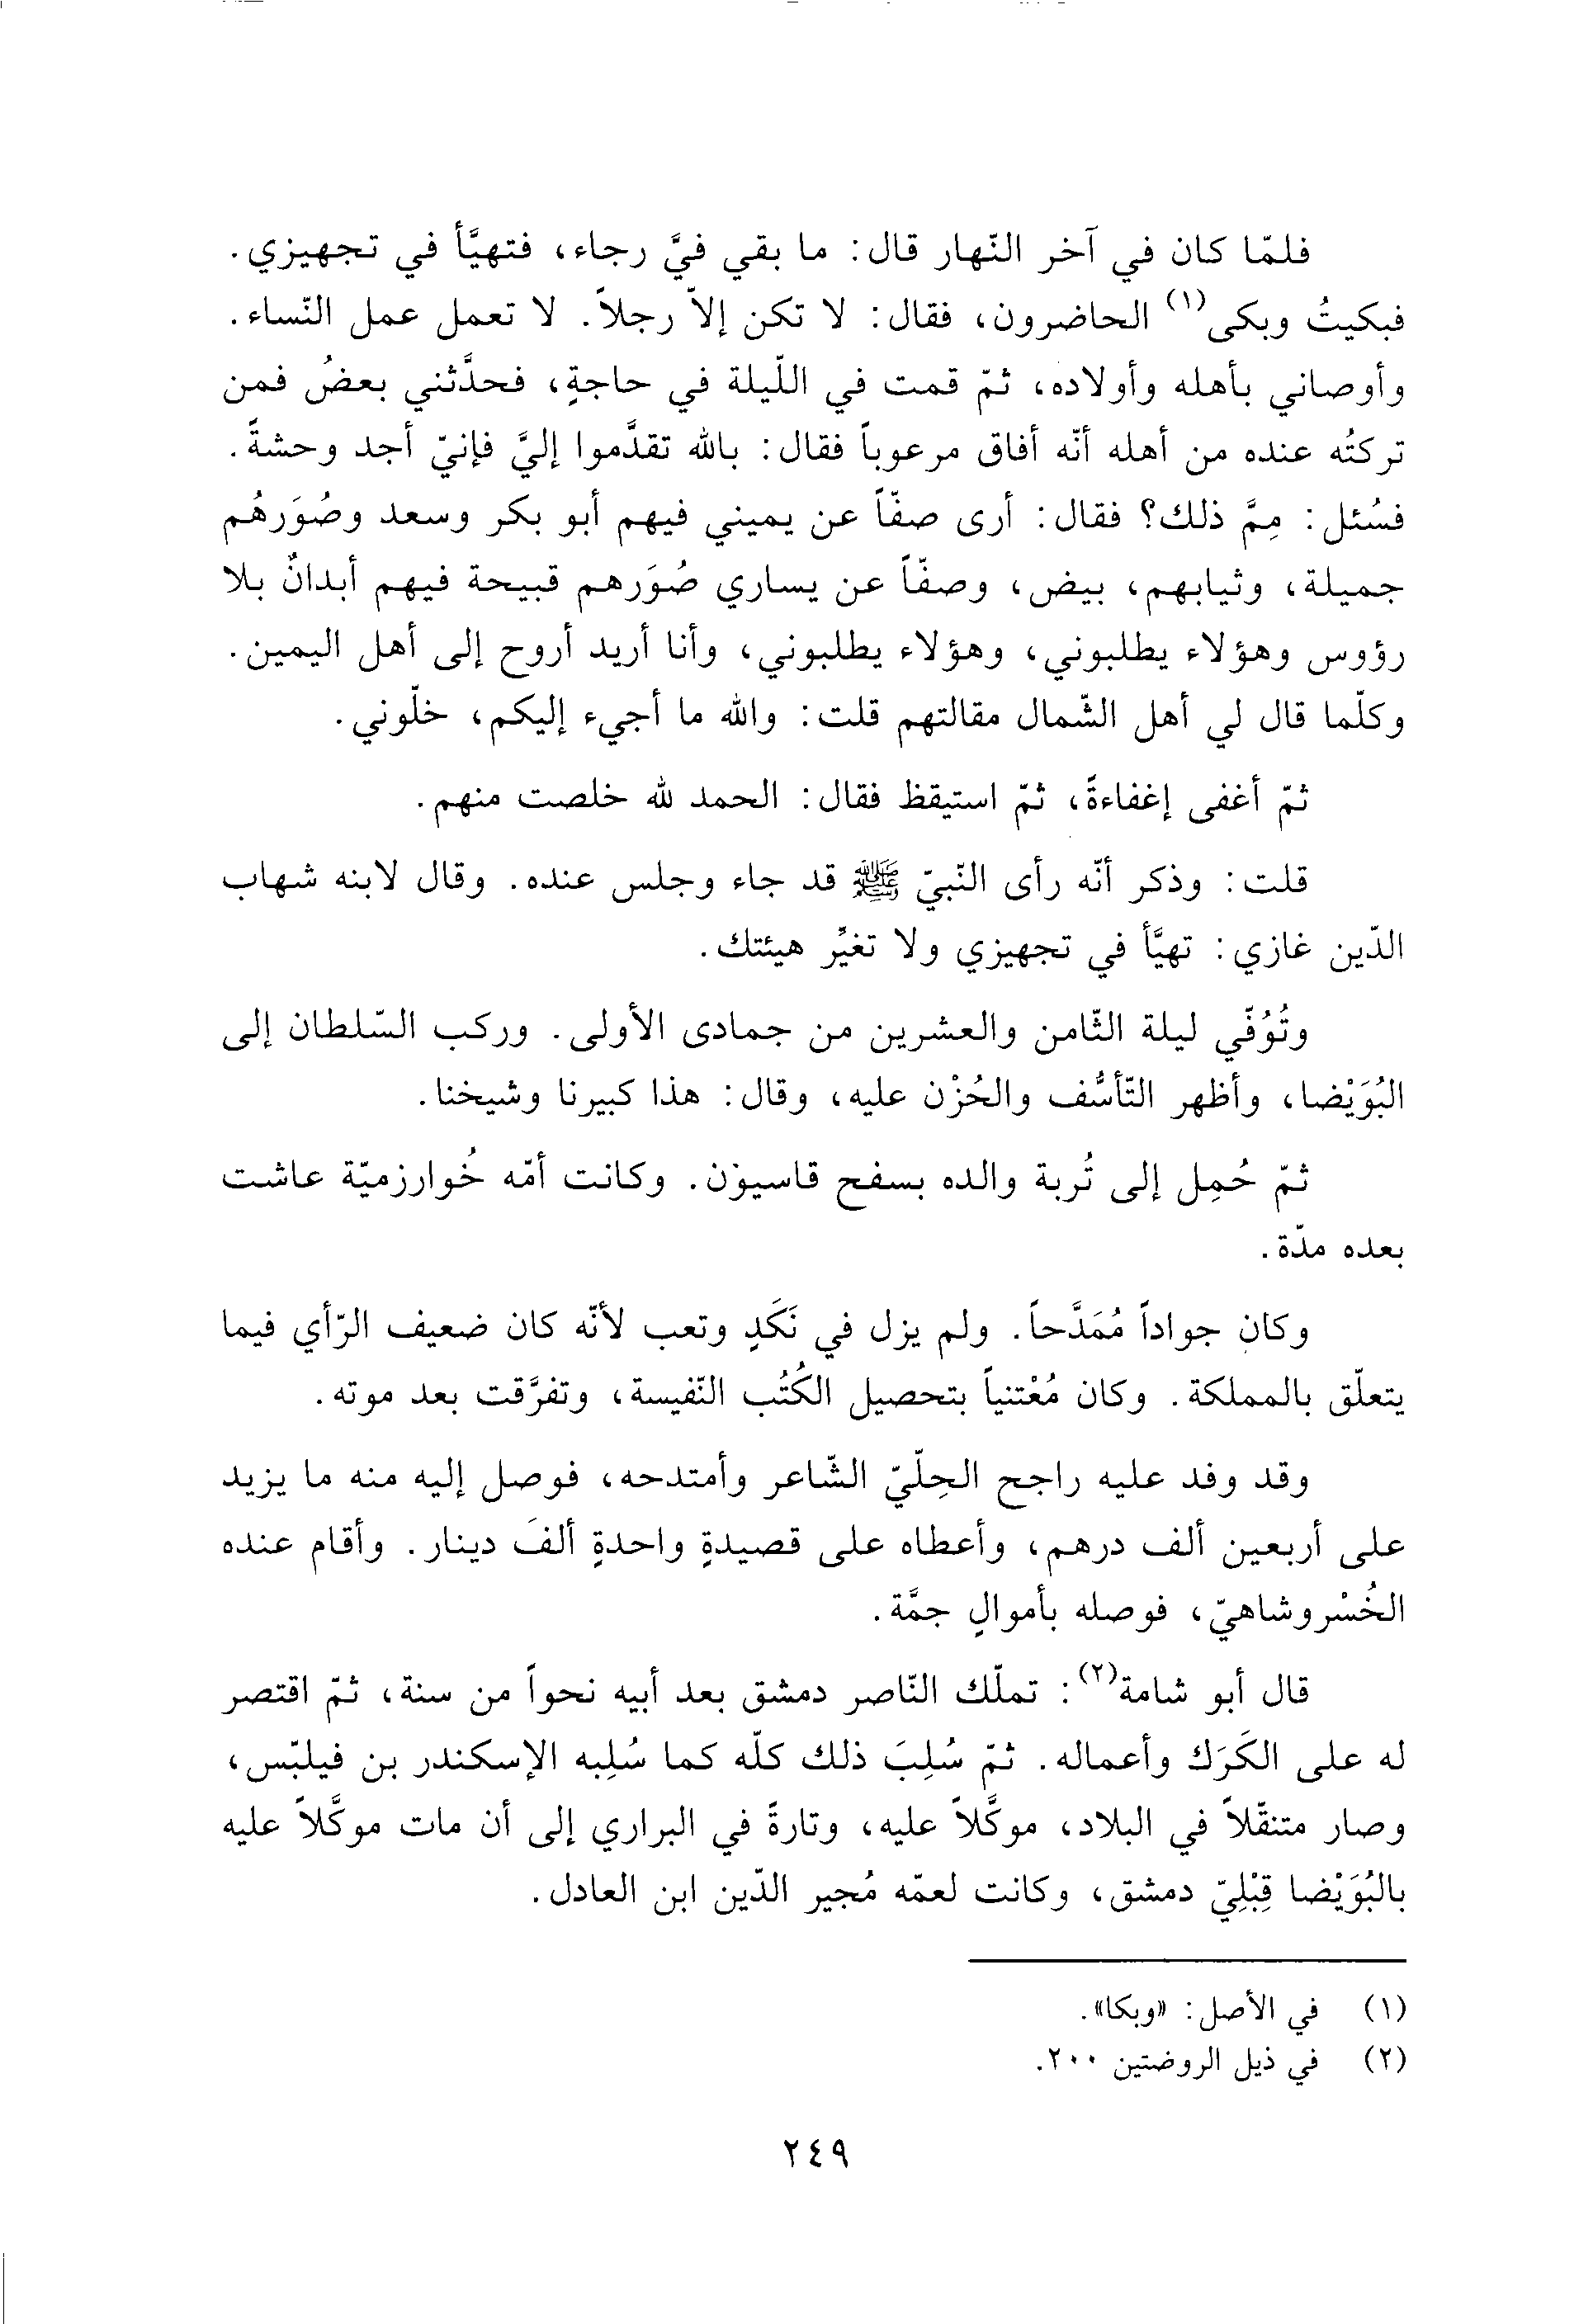 فلمّا كان في آخر النّهار قال: ما بقي فيَّ رجاء، فتهيَّأ في تجهيزي.
فبكيتُ وبكى(١) الحاضرون، فقال: لا تكن إلاّ رجلاً. لا تعمل عمل النّساء.
وأوصاني بأهله وأولاده، ثمّ قمت في اللّيلة في حاجةٍ، فحدَّثني بعضُ فمن
تركتُه عنده من أهله أنّه أفاق مرعوباً فقال: بالله تقدَّموا إليَّ فإنيّ أجد وحشةً.
فسُئل: مِمَّ ذلك؟ فقال: أرى صفّاً عن يميني فيهم أبو بكر وسعد وصُوَرهُم
جميلة، وثيابهم، بيض، وصفّاً عن يساري صُوَرهم قبيحة فيهم أبدانٌ بلا
رؤوس وهؤلاء يطلبوني، وهؤلاء يطلبوني، وأنا أريد أروح إلى أهل اليمين.
وكلّما قال لي أهل الشّمال مقالتهم قلت: والله ما أجيء إليكم، خلّوني.
ثمّ أغفى إغفاءةً، ثمّ استيقظ فقال: الحمد لله خلصت منهم.
قلت: وذكر أنّه رأى النّبيّ ﷺ قد جاء وجلس عنده. وقال لابنه شهاب
الدّين غازي: تهيَّأ في تجهيزي ولا تغيِّر هيئتك.
وتُوُفّي ليلة الثّامن والعشرين من جمادى الأولى. وركب السّلطان إلى
البُوَيْضا، وأظهر التّأسُّف والحُزْن عليه، وقال: هذا كبيرنا وشيخنا.
ثمّ حُمِل إلى تُربة والده بسفح قاسيون. وكانت أمّه خُوارزميّة عاشت
بعده مدّة.
وكان جواداً مُمَدَّحاً. ولم يزل في نَكَدٍ وتعب لأنّه كان ضعيف الرّأي فيما
يتعلّق بالمملكة. وكان مُعْتنياً بتحصيل الكُتُب النّفيسة، وتفرَّقت بعد موته.
وقد وفد عليه راجح الحِلّيّ الشّاعر وأمتدحه، فوصل إليه منه ما يزيد
على أربعين ألف درهم، وأعطاه على قصيدةٍ واحدةٍ ألفَ دينار. وأقام عنده
الخُسْروشاهيّ، فوصله بأموالٍ جمَّة.
قال أبو شامة(٢): تملّك النّاصر دمشق بعد أبيه نحواً من سنة، ثمّ اقتصر
له على الكَرَك وأعماله. ثمّ سُلِبَ ذلك كلّه كما سُلِبه الإسكندر بن فيلبّس،
وصار متنقّلاً في البلاد، موكَّلاً عليه، وتارةً في البراري إلى أن مات موكَّلاً عليه
بالبُوَيْضا قِبْلِيّ دمشق، وكانت لعمّه مُجير الدّين ابن العادل.
(١) في الأصل: «وبكا».
(٢) في ذيل الروضتين ٢٠٠.
٢٤٩